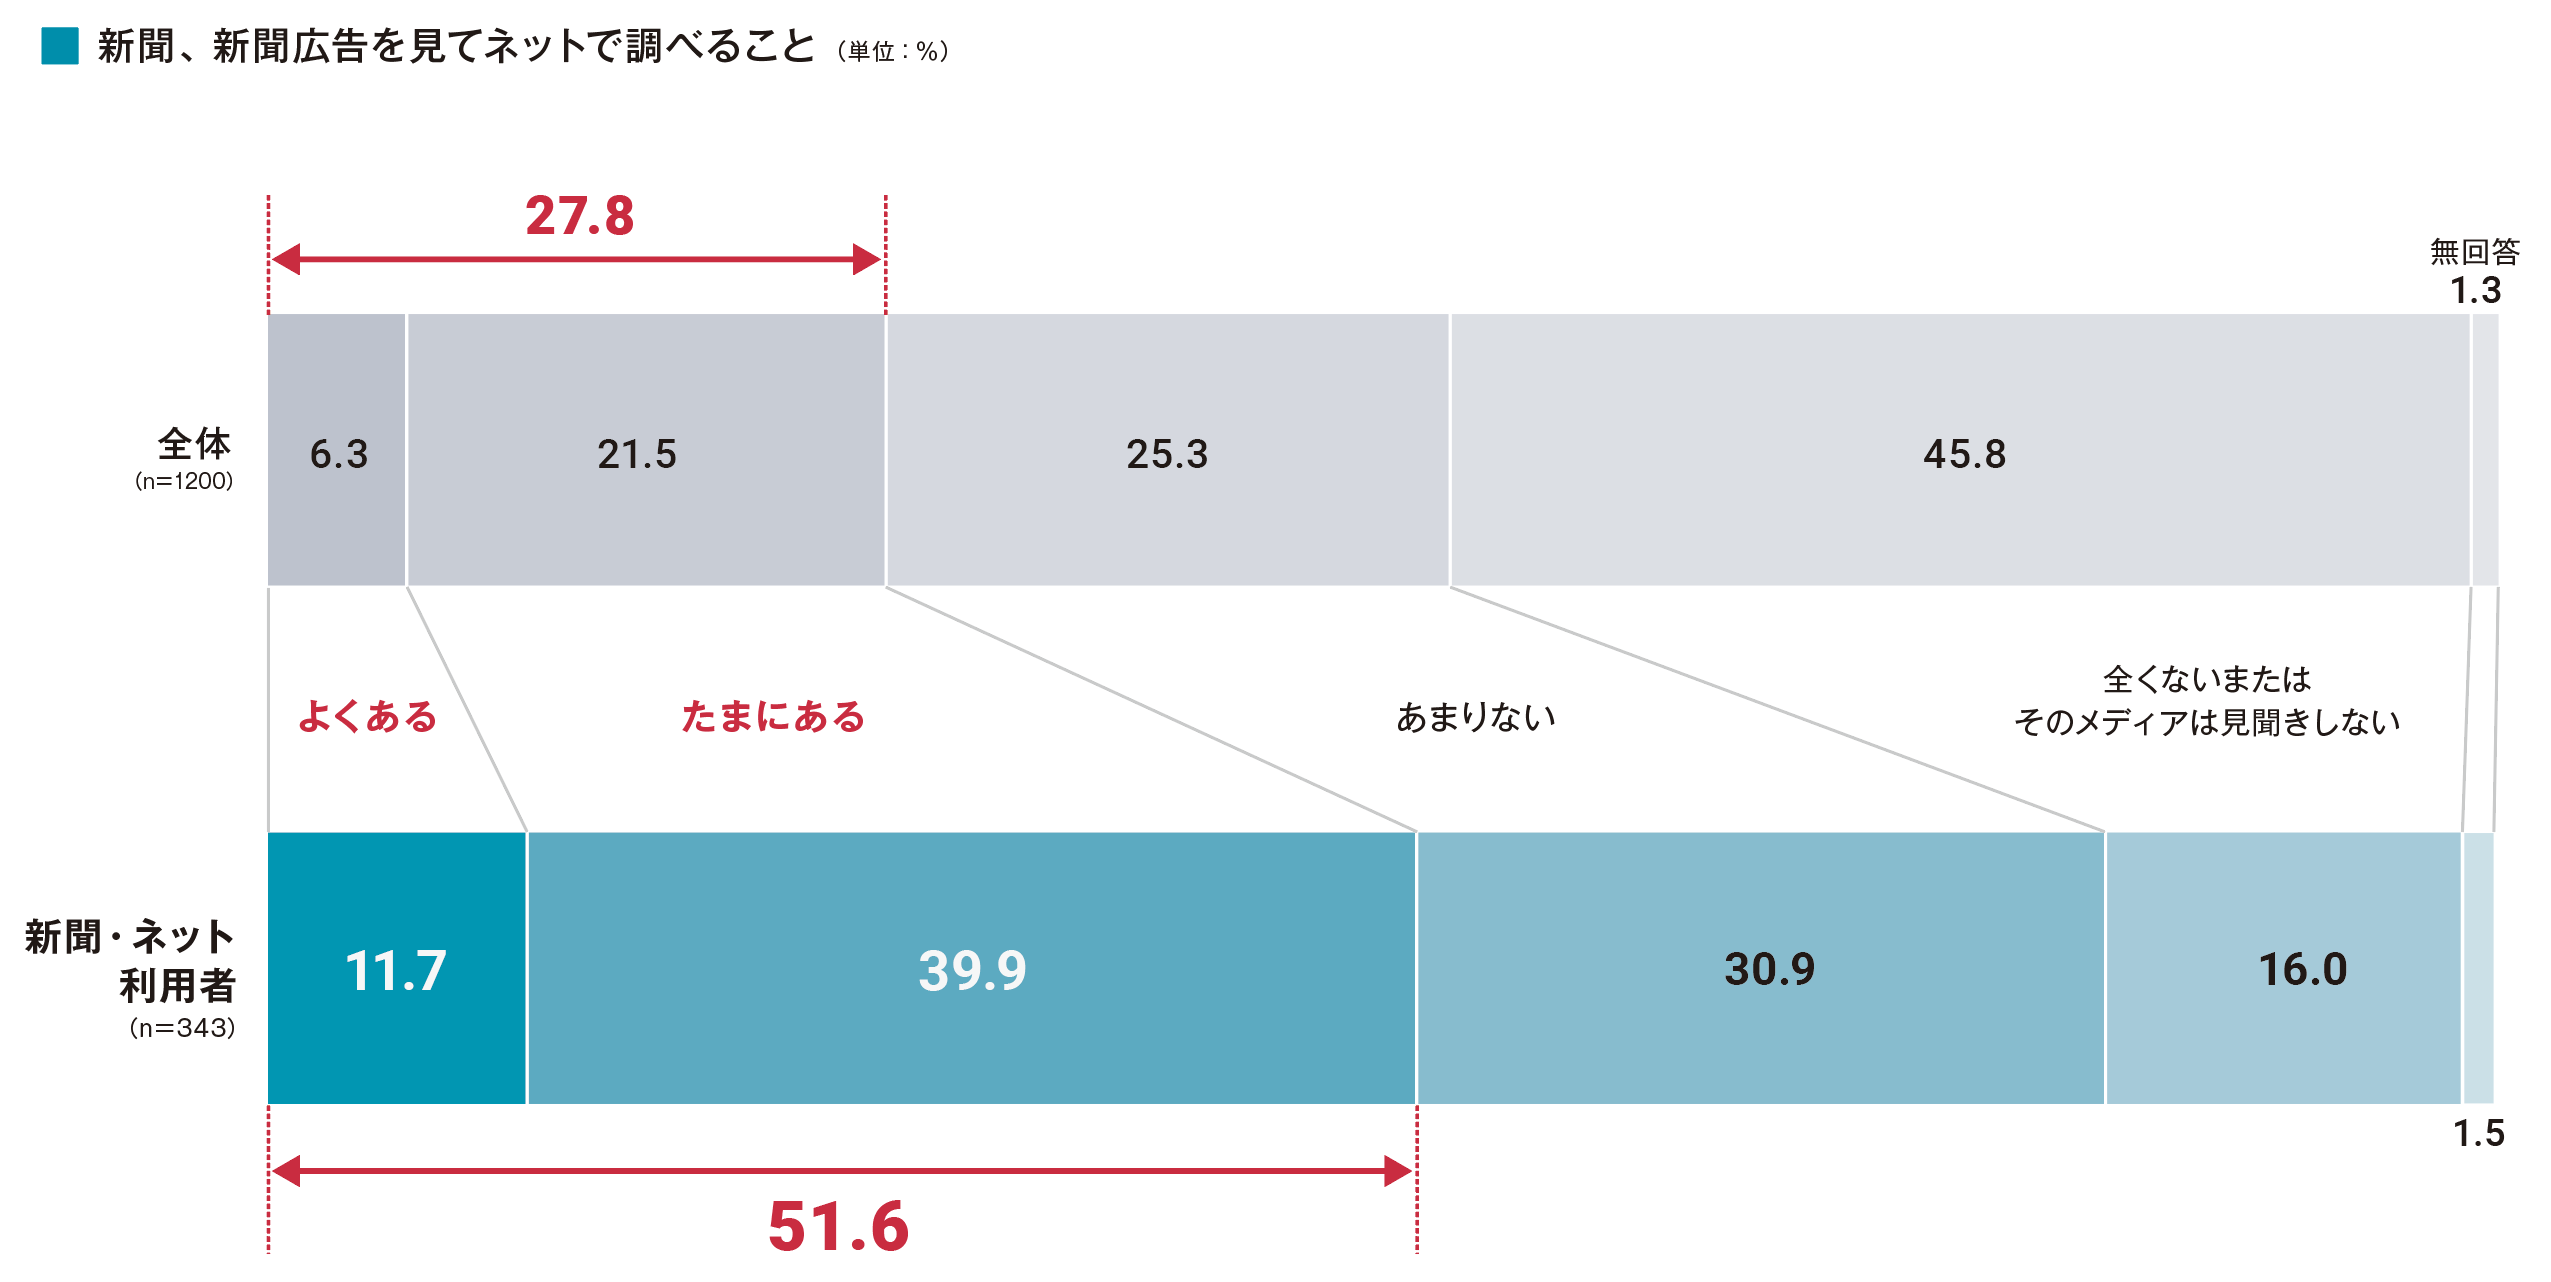 新聞、新聞広告を見てネットで調べること（単位：%）
27.8
無回答
1.3
全体
（n=1200）
6.3
21.5
25.3
45.8
よくある
たまにある
あまりない
全くないまたは
そのメディアは見聞きしない
新聞・ネット
利用者
（n=343）
11.7
39.9
30.9
16.0
1.5
51.6